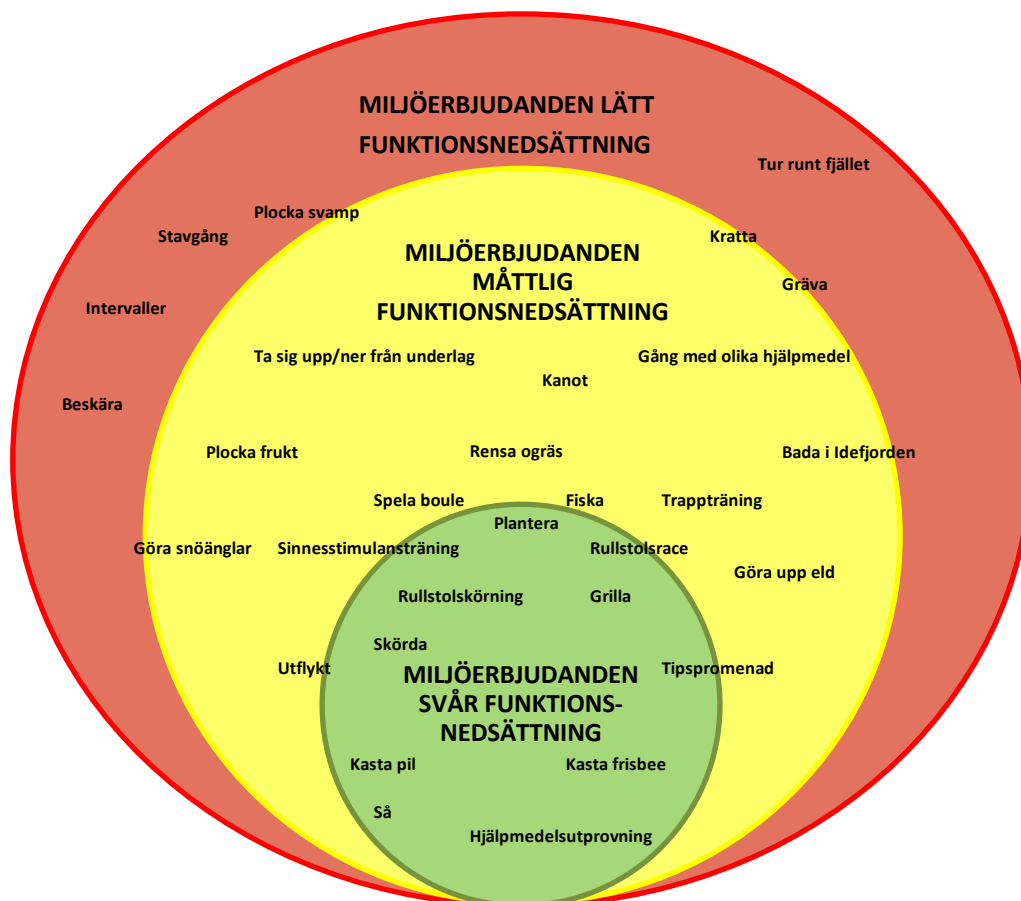 MILJÖERBJUDANDEN LÄTT
FUNKTIONSNEDSÄTTNING
Tur runt fjället
Plocka svamp
Stavgång
Kratta
MILJÖERBJUDANDEN
MÅTTLIG
FUNKTIONSNEDSÄTTNING
Gräva
Intervaller
Ta sig upp/ner från underlag
Gång med olika hjälpmedel
Kanot
Beskära
Plocka frukt
Rensa ogräs
Bada i Idefjorden
Spela boule
Fiska
Trappträning
Plantera
Göra snöänglar
Sinnesstimulansträning
Rullstolsrace
Göra upp eld
Rullstolskörning
Grilla
Skörda
Utflykt
Tipspromenad
MILJÖERBJUDANDEN
SVÅR FUNKTIONS-
NEDSÄTTNING
Kasta pil
Kasta frisbee
Så
Hjälpmedelsutprovning